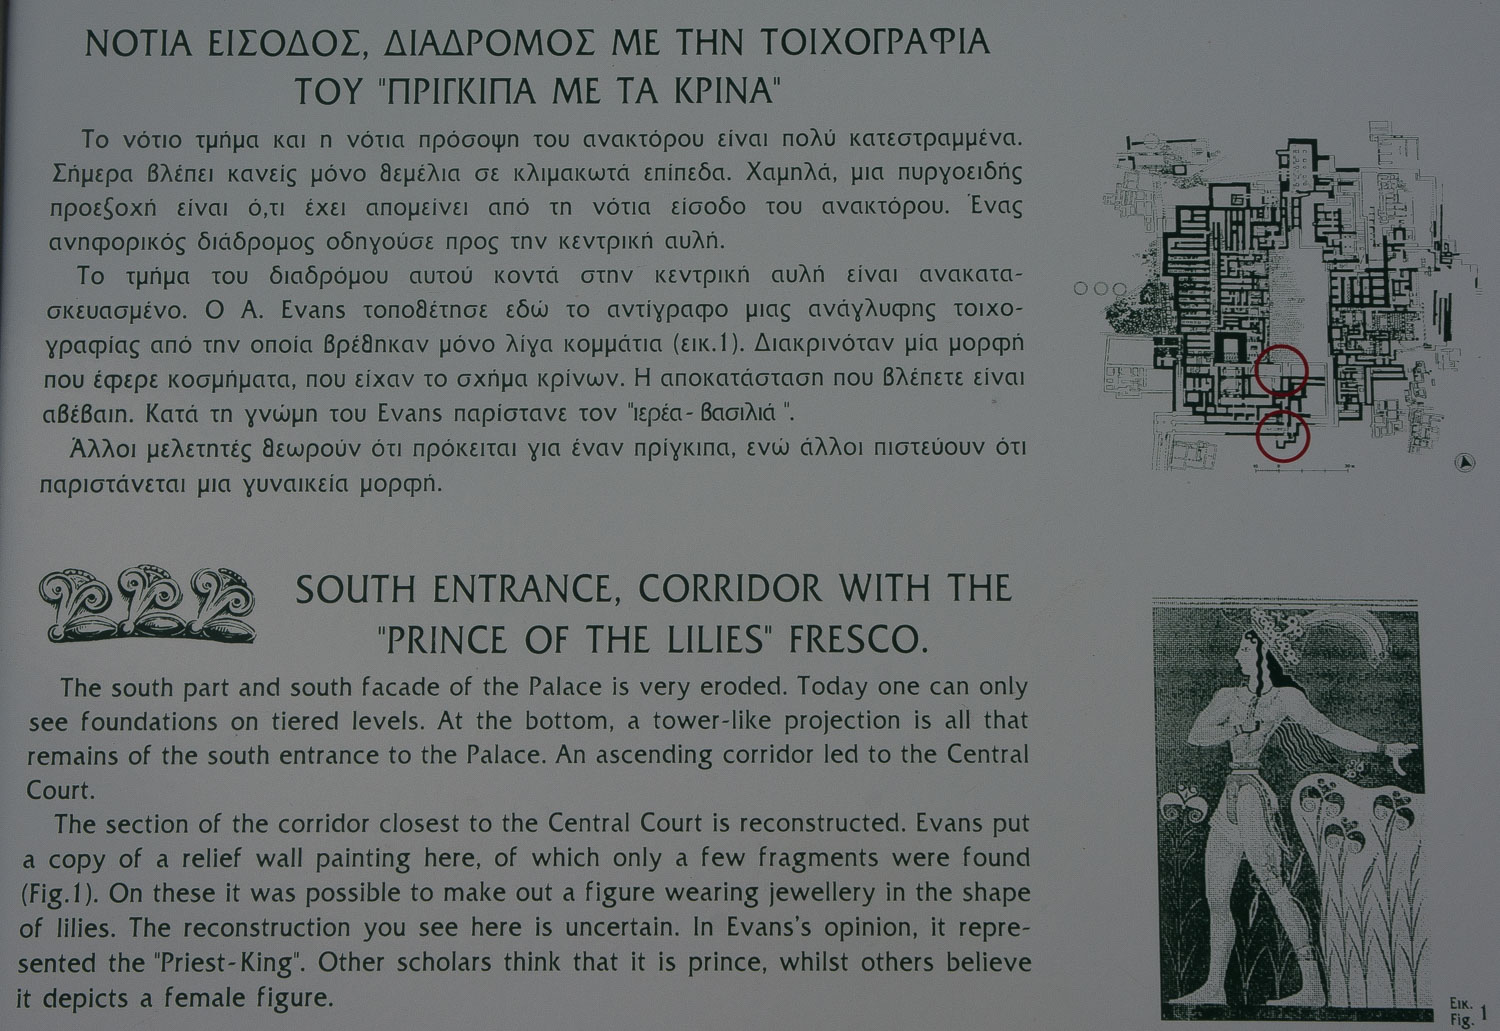 ΝΟΤΙΑ ΕΙΣΟΔΟΣ, ΔΙΑΔΡΟΜΟΣ ΜΕ ΤΗΝ ΤΟΙΧΟΓΡΑΦΙΑ
ΤΟΥ "ΠΡΙΓΚΙΠΑ ΜΕ ΤΑ ΚΡΙΝΑ"
Το νότιο τμήμα και η νότια πρόσοψη του ανακτόρου είναι πολύ κατεστραμμένα.
Σήμερα βλέπει κανείς μόνο θεμέλια σε κλιμακωτά επίπεδα. Χαμηλά, μια πυργοειδής
προεξοχή είναι ό,τι έχει απομείνει από τη νότια είσοδο του ανακτόρου. Ένας
ανηφορικός διάδρομος οδηγούσε προς την κεντρική αυλή.
Το τμήμα του διαδρόμου αυτού κοντά στην κεντρική αυλή είναι ανακατα-
σκευασμένο. Ο Α. Evans τοποθέτησε εδώ το αντίγραφο μιας ανάγλυφης τοιχο-
γραφίας από την οποία βρέθηκαν μόνο λίγα κομμάτια (εικ.1). Διακρινόταν μία μορφή
που έφερε κοσμήματα, που είχαν το σχήμα κρίνων. Η αποκατάσταση που βλέπετε είναι
αβέβαιη. Κατά τη γνώμη του Evans παρίστανε τον "ιερέα-βασιλιά".
Άλλοι μελετητές θεωρούν ότι πρόκειται για έναν πρίγκιπα, ενώ άλλοι πιστεύουν ότι
παριστάνεται μια γυναικεία μορφή.
SOUTH ENTRANCE, CORRIDOR WITH THE
"PRINCE OF THE LILIES" FRESCO.
The south part and south facade of the Palace is very eroded. Today one can only
see foundations on tiered levels. At the bottom, a tower-like projection is all that
remains of the south entrance to the Palace. An ascending corridor led to the Central
Court.
The section of the corridor closest to the Central Court is reconstructed. Evans put
a copy of a relief wall painting here, of which only a few fragments were found
(Fig.1). On these it was possible to make out a figure wearing jewellery in the shape
of lilies. The reconstruction you see here is uncertain. In Evans's opinion, it repre-
sented the "Priest-King". Other scholars think that it is prince, whilst others believe
it depicts a female figure.
Εικ.
Fig. 1